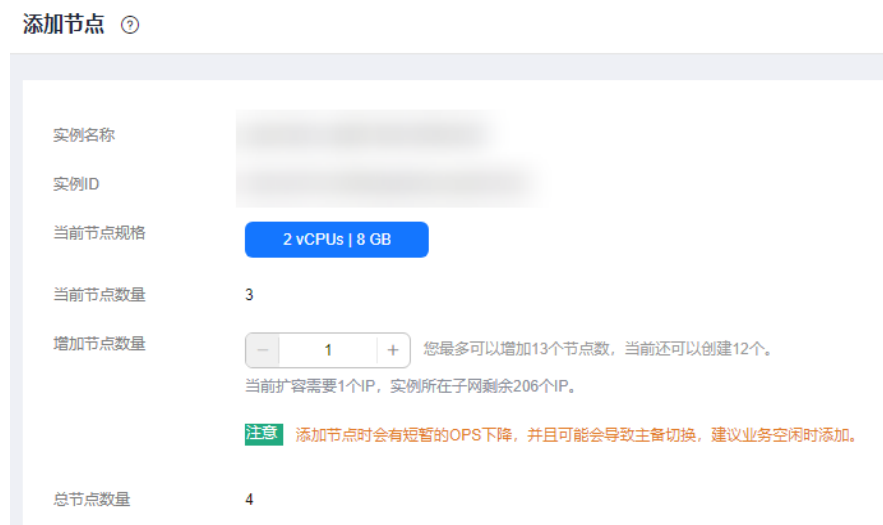 添加节点 ?
实例名称
实例ID
当前节点规格 2 vCPUs | 8 GB
当前节点数量 3
增加节点数量 − 1 + 您最多可以增加13个节点数，当前还可以创建12个。
当前扩容需要1个IP，实例所在子网剩余206个IP。
注意 添加节点时会有短暂的OPS下降，并且可能会导致主备切换，建议业务空闲时添加。
总节点数量 4